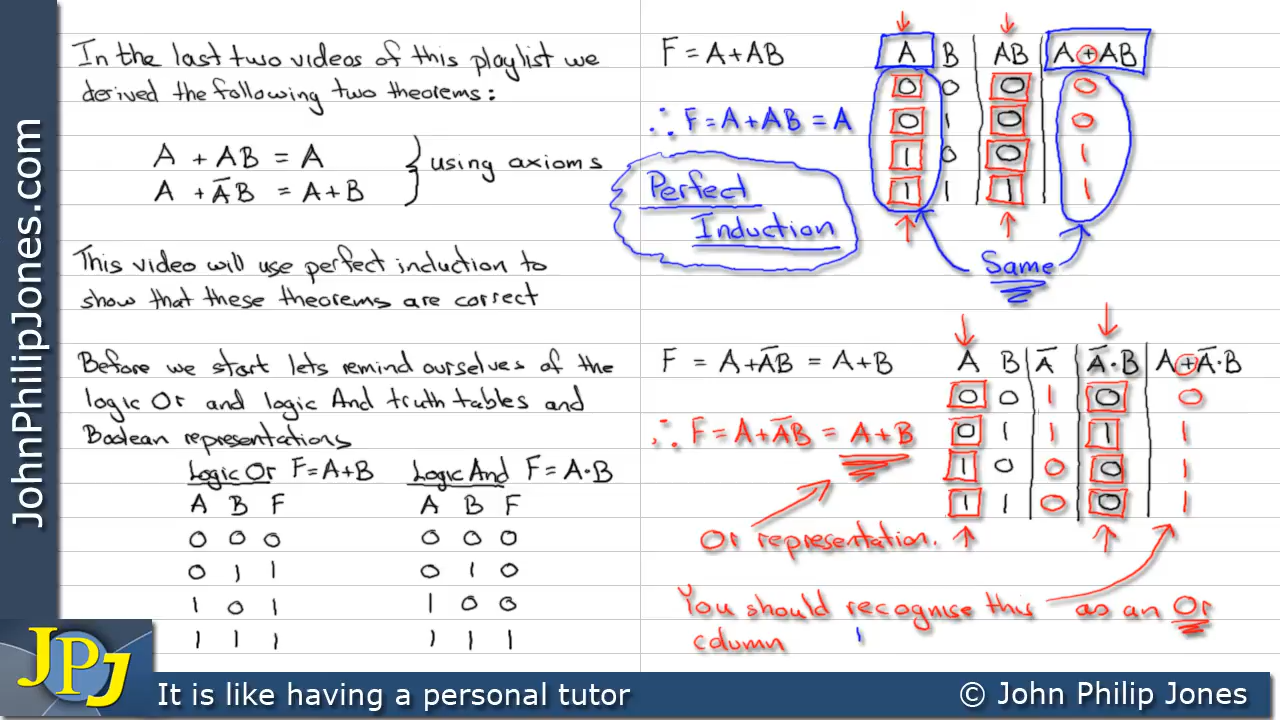 JohnPhilipJones.com
In the last two videos of this playlist we
derived the following two theorems:
A + AB = A
A + A̅B = A + B
} using axioms
This video will use perfect induction to
show that these theorems are correct
Before we start lets remind ourselves of the
logic Or and logic And truth tables and
Boolean representations
Logic Or F=A+B
A B F
0 0 0
0 1 1
1 0 1
1 1 1
Logic And F=A·B
A B F
0 0 0
0 1 0
1 0 0
1 1 1
F = A + AB
∴ F = A + AB = A
Perfect
Induction
A B AB A + AB
0 0 0 0
0 1 0 0
1 0 0 1
1 1 1 1
Same
F = A + A̅B = A + B
∴ F = A + A̅B = A + B
Or representation.
A B A̅ A̅·B A + A̅·B
0 0 1 0 0
0 1 1 1 1
1 0 0 0 1
1 1 0 0 1
You should recognise this as an Or
column
JPJ
It is like having a personal tutor
© John Philip Jones